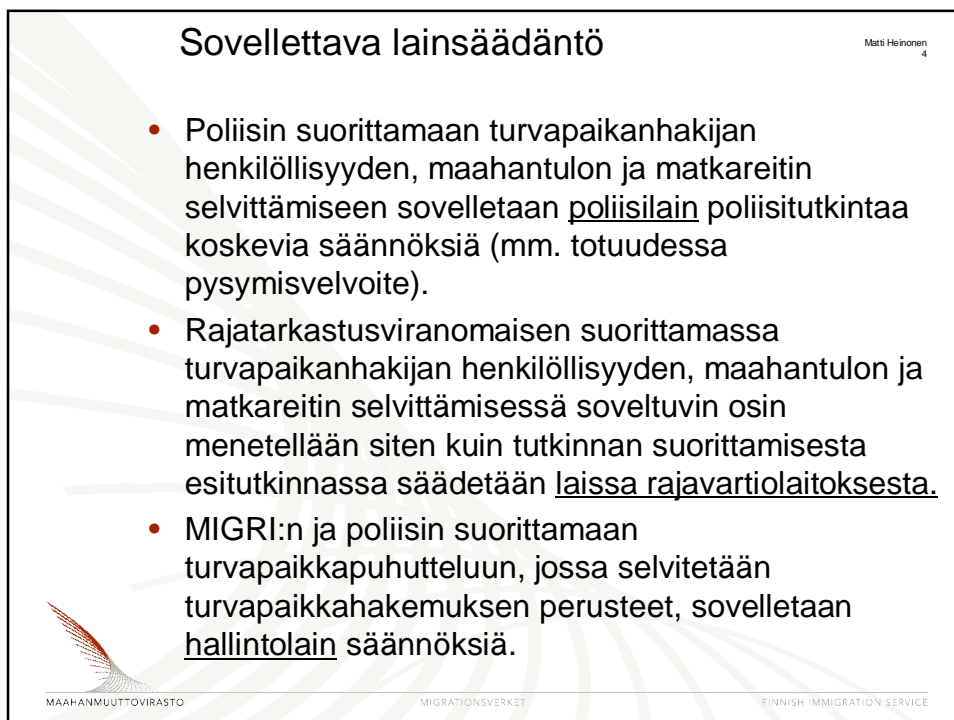 Sovellettava lainsäädäntö
Matti Heinonen
4
• Poliisin suorittamaan turvapaikanhakijan
henkilöllisyyden, maahantulon ja matkareitin
selvittämiseen sovelletaan poliisilain poliisitutkintaa
koskevia säännöksiä (mm. totuudessa
pysymisvelvoite).
• Rajatarkastusviranomaisen suorittamassa
turvapaikanhakijan henkilöllisyyden, maahantulon ja
matkareitin selvittämisessä soveltuvin osin
menetellään siten kuin tutkinnan suorittamisesta
esitutkinnassa säädetään laissa rajavartiolaitoksesta.
• MIGRI:n ja poliisin suorittamaan
turvapaikkapuhutteluun, jossa selvitetään
turvapaikkahakemuksen perusteet, sovelletaan
hallintolain säännöksiä.
MAAHANMUUTTOVIRASTO
MIGRATIONSVERKET
FINNISH IMMIGRATION SERVICE